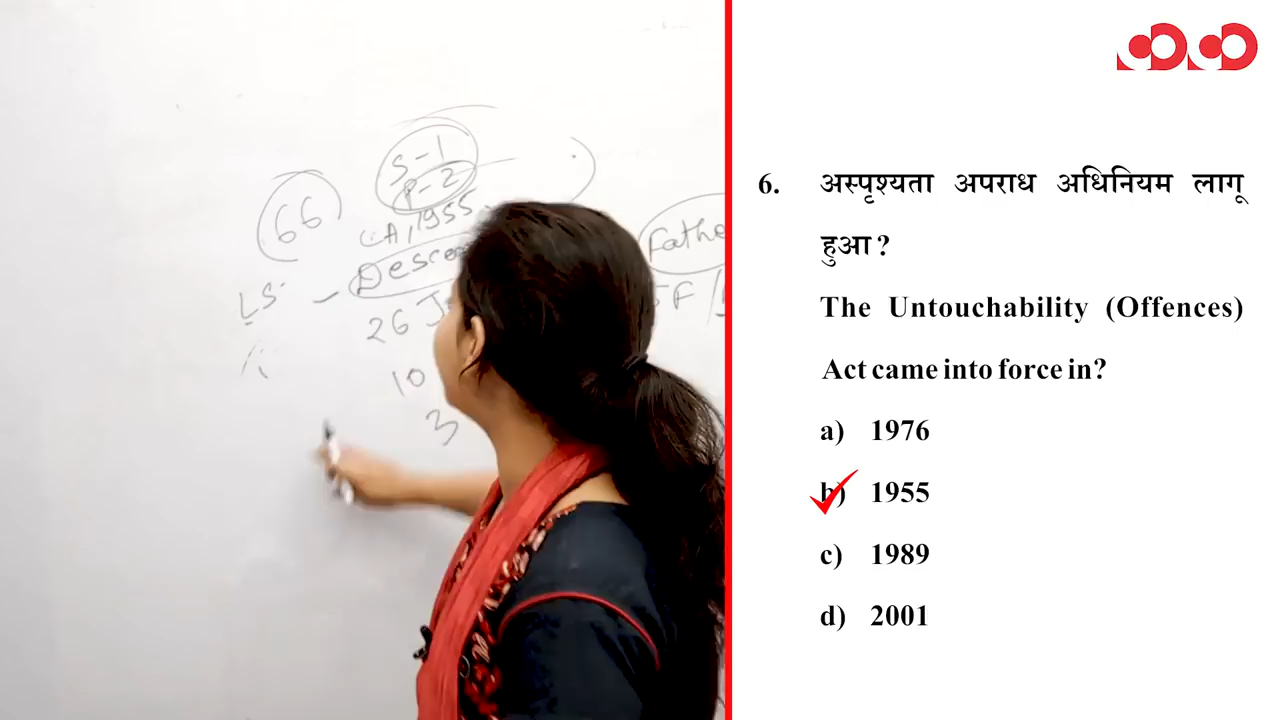 S-1
P-2
66
C.A, 1955
LS
26
10
3
6. अस्पृश्यता अपराध अधिनियम लागू
हुआ ?
The Untouchability (Offences)
Act came into force in?
a) 1976
b) 1955
c) 1989
d) 2001